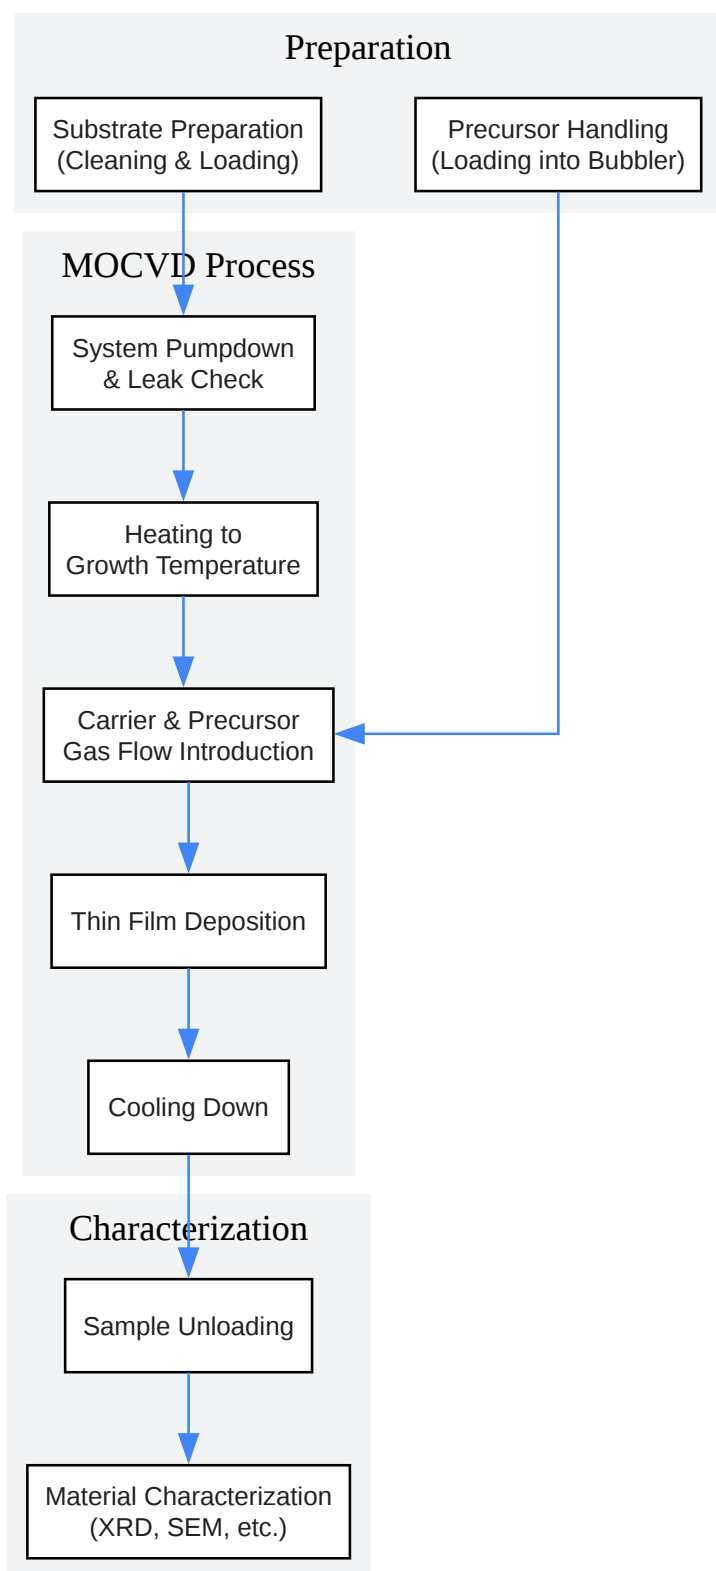 Preparation
Substrate Preparation
(Cleaning & Loading)
Precursor Handling
(Loading into Bubbler)
MOCVD Process
System Pumpdown
& Leak Check
Heating to
Growth Temperature
Carrier & Precursor
Gas Flow Introduction
Thin Film Deposition
Cooling Down
Characterization
Sample Unloading
Material Characterization
(XRD, SEM, etc.)